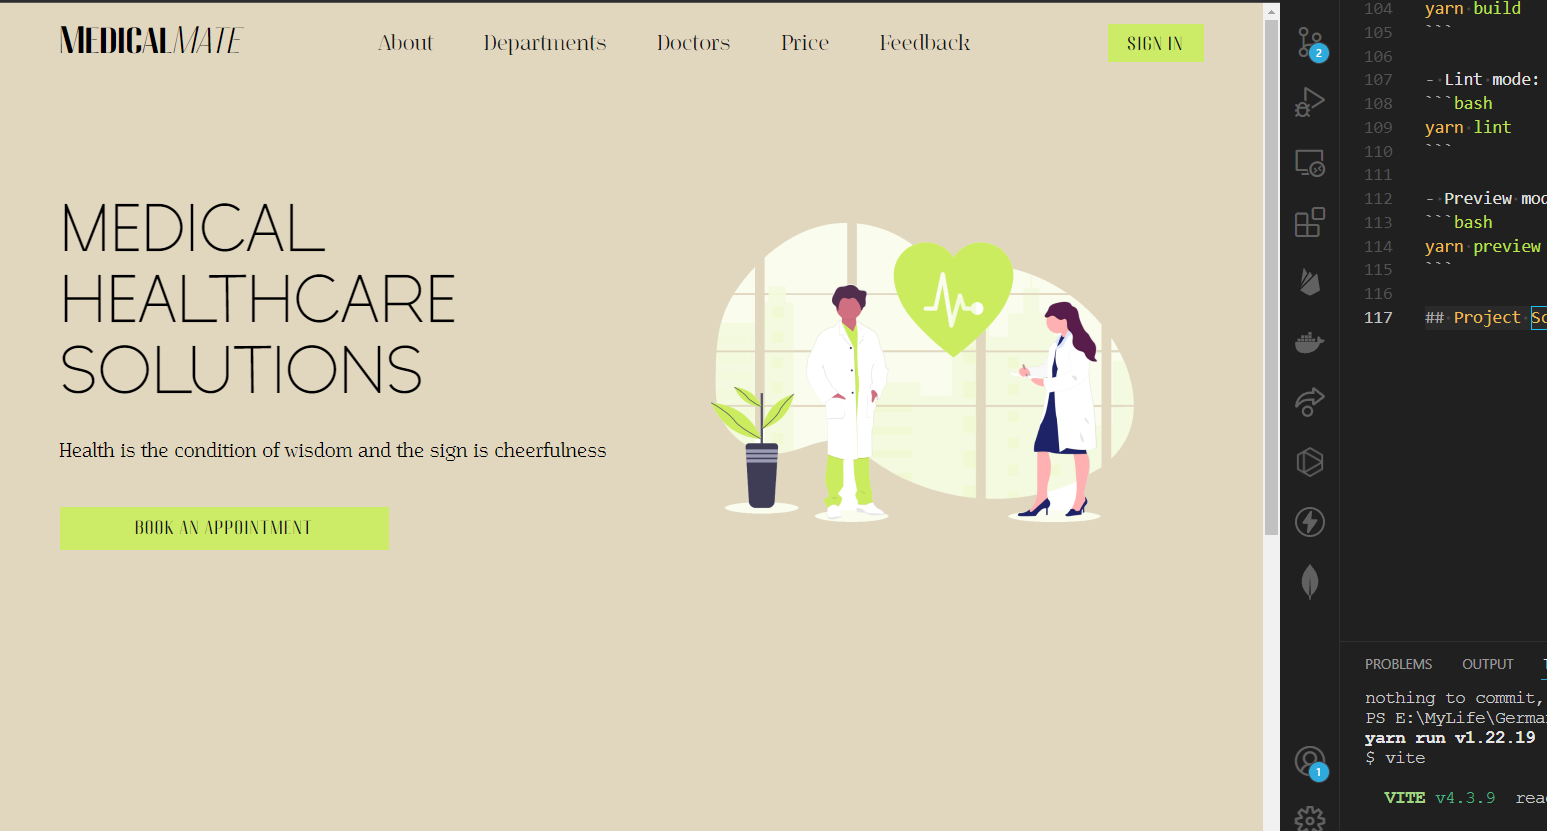 MEDICALMATE
About Departments Doctors Price Feedback
SIGN IN
MEDICAL
HEALTHCARE
SOLUTIONS
Health is the condition of wisdom and the sign is cheerfulness
BOOK AN APPOINTMENT
2
1
104 yarn build
105 ```
106
107 - Lint mode:
108 ```bash
109 yarn lint
110 ```
111
112 - Preview mod
113 ```bash
114 yarn preview
115 ```
116
117 ## Project Sc
PROBLEMS OUTPUT
nothing to commit,
PS E:\MyLife\German
yarn run v1.22.19
$ vite
VITE v4.3.9 rea